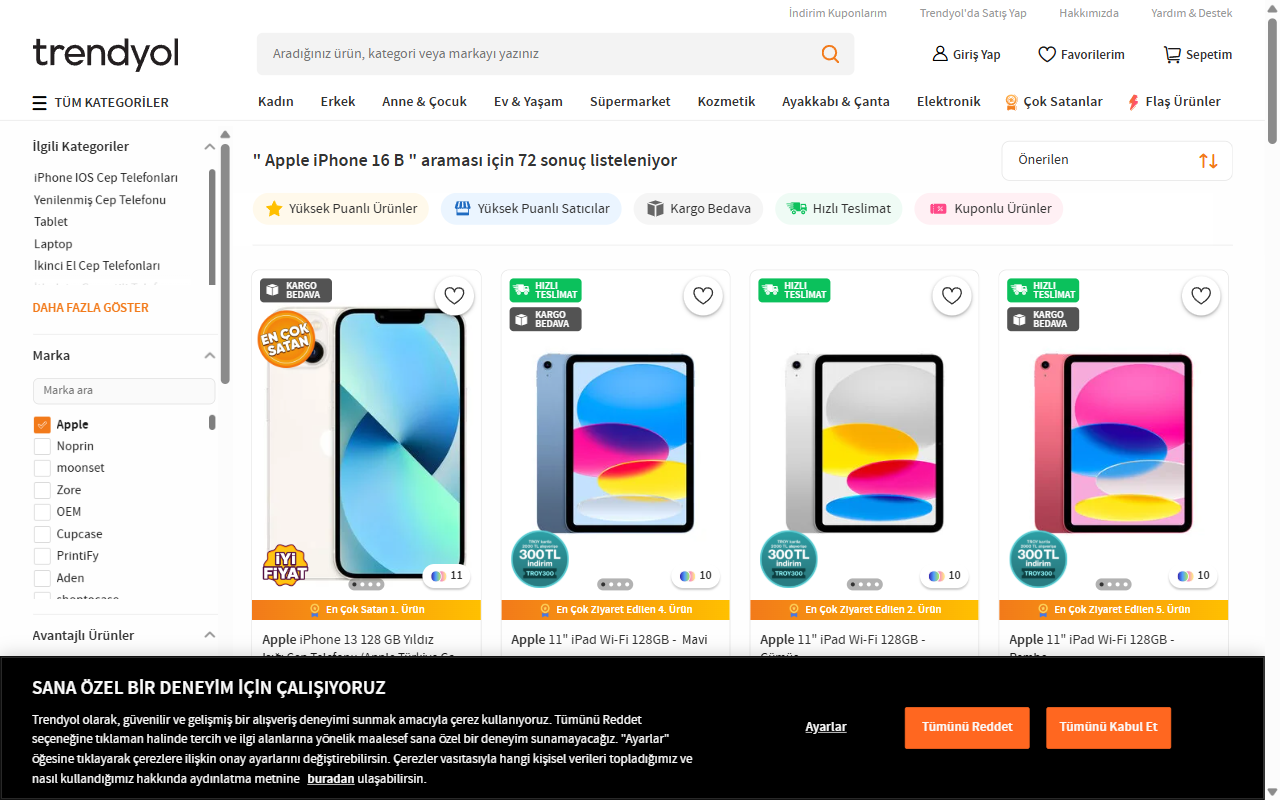 İndirim Kuponlarım
Trendyol'da Satış Yap
Hakkımızda
Yardım & Destek
trendyol
Aradığınız ürün, kategori veya markayı yazınız
Giriş Yap
Favorilerim
Sepetim
TÜM KATEGORİLER
Kadın
Erkek
Anne & Çocuk
Ev & Yaşam
Süpermarket
Kozmetik
Ayakkabı & Çanta
Elektronik
Çok Satanlar
Flaş Ürünler
İlgili Kategoriler
iPhone IOS Cep Telefonları
Yenilenmiş Cep Telefonu
Tablet
Laptop
İkinci El Cep Telefonları
DAHA FAZLA GÖSTER
Marka
Marka ara
Apple
Noprin
moonset
Zore
OEM
Cupcase
PrintiFy
Aden
Avantajlı Ürünler
" Apple iPhone 16 B " araması için 72 sonuç listeleniyor
Önerilen
Yüksek Puanlı Ürünler
Yüksek Puanlı Satıcılar
Kargo Bedava
Hızlı Teslimat
Kuponlu Ürünler
KARGO
BEDAVA
EN ÇOK
SATAN
İYİ
FİYAT
11
En Çok Satan 1. Ürün
Apple iPhone 13 128 GB Yıldız
HIZLI
TESLİMAT
KARGO
BEDAVA
300 TL
indirim
TROY300
10
En Çok Ziyaret Edilen 4. Ürün
Apple 11" iPad Wi-Fi 128GB - Mavi
HIZLI
TESLİMAT
300 TL
indirim
TROY300
10
En Çok Ziyaret Edilen 2. Ürün
Apple 11" iPad Wi-Fi 128GB -
HIZLI
TESLİMAT
KARGO
BEDAVA
300 TL
indirim
TROY300
10
En Çok Ziyaret Edilen 5. Ürün
Apple 11" iPad Wi-Fi 128GB -
SANA ÖZEL BİR DENEYİM İÇİN ÇALIŞIYORUZ
Trendyol olarak, güvenilir ve gelişmiş bir alışveriş deneyimi sunmak amacıyla çerez kullanıyoruz. Tümünü Reddet
seçeneğine tıklaman halinde tercih ve ilgi alanlarına yönelik maalesef sana özel bir deneyim sunamayacağız. "Ayarlar"
öğesine tıklayarak çerezlere ilişkin onay ayarlarını değiştirebilirsin. Çerezler vasıtasıyla hangi kişisel verileri topladığımız ve
nasıl kullandığımız hakkında aydınlatma metnine buradan ulaşabilirsin.
Ayarlar
Tümünü Reddet
Tümünü Kabul Et